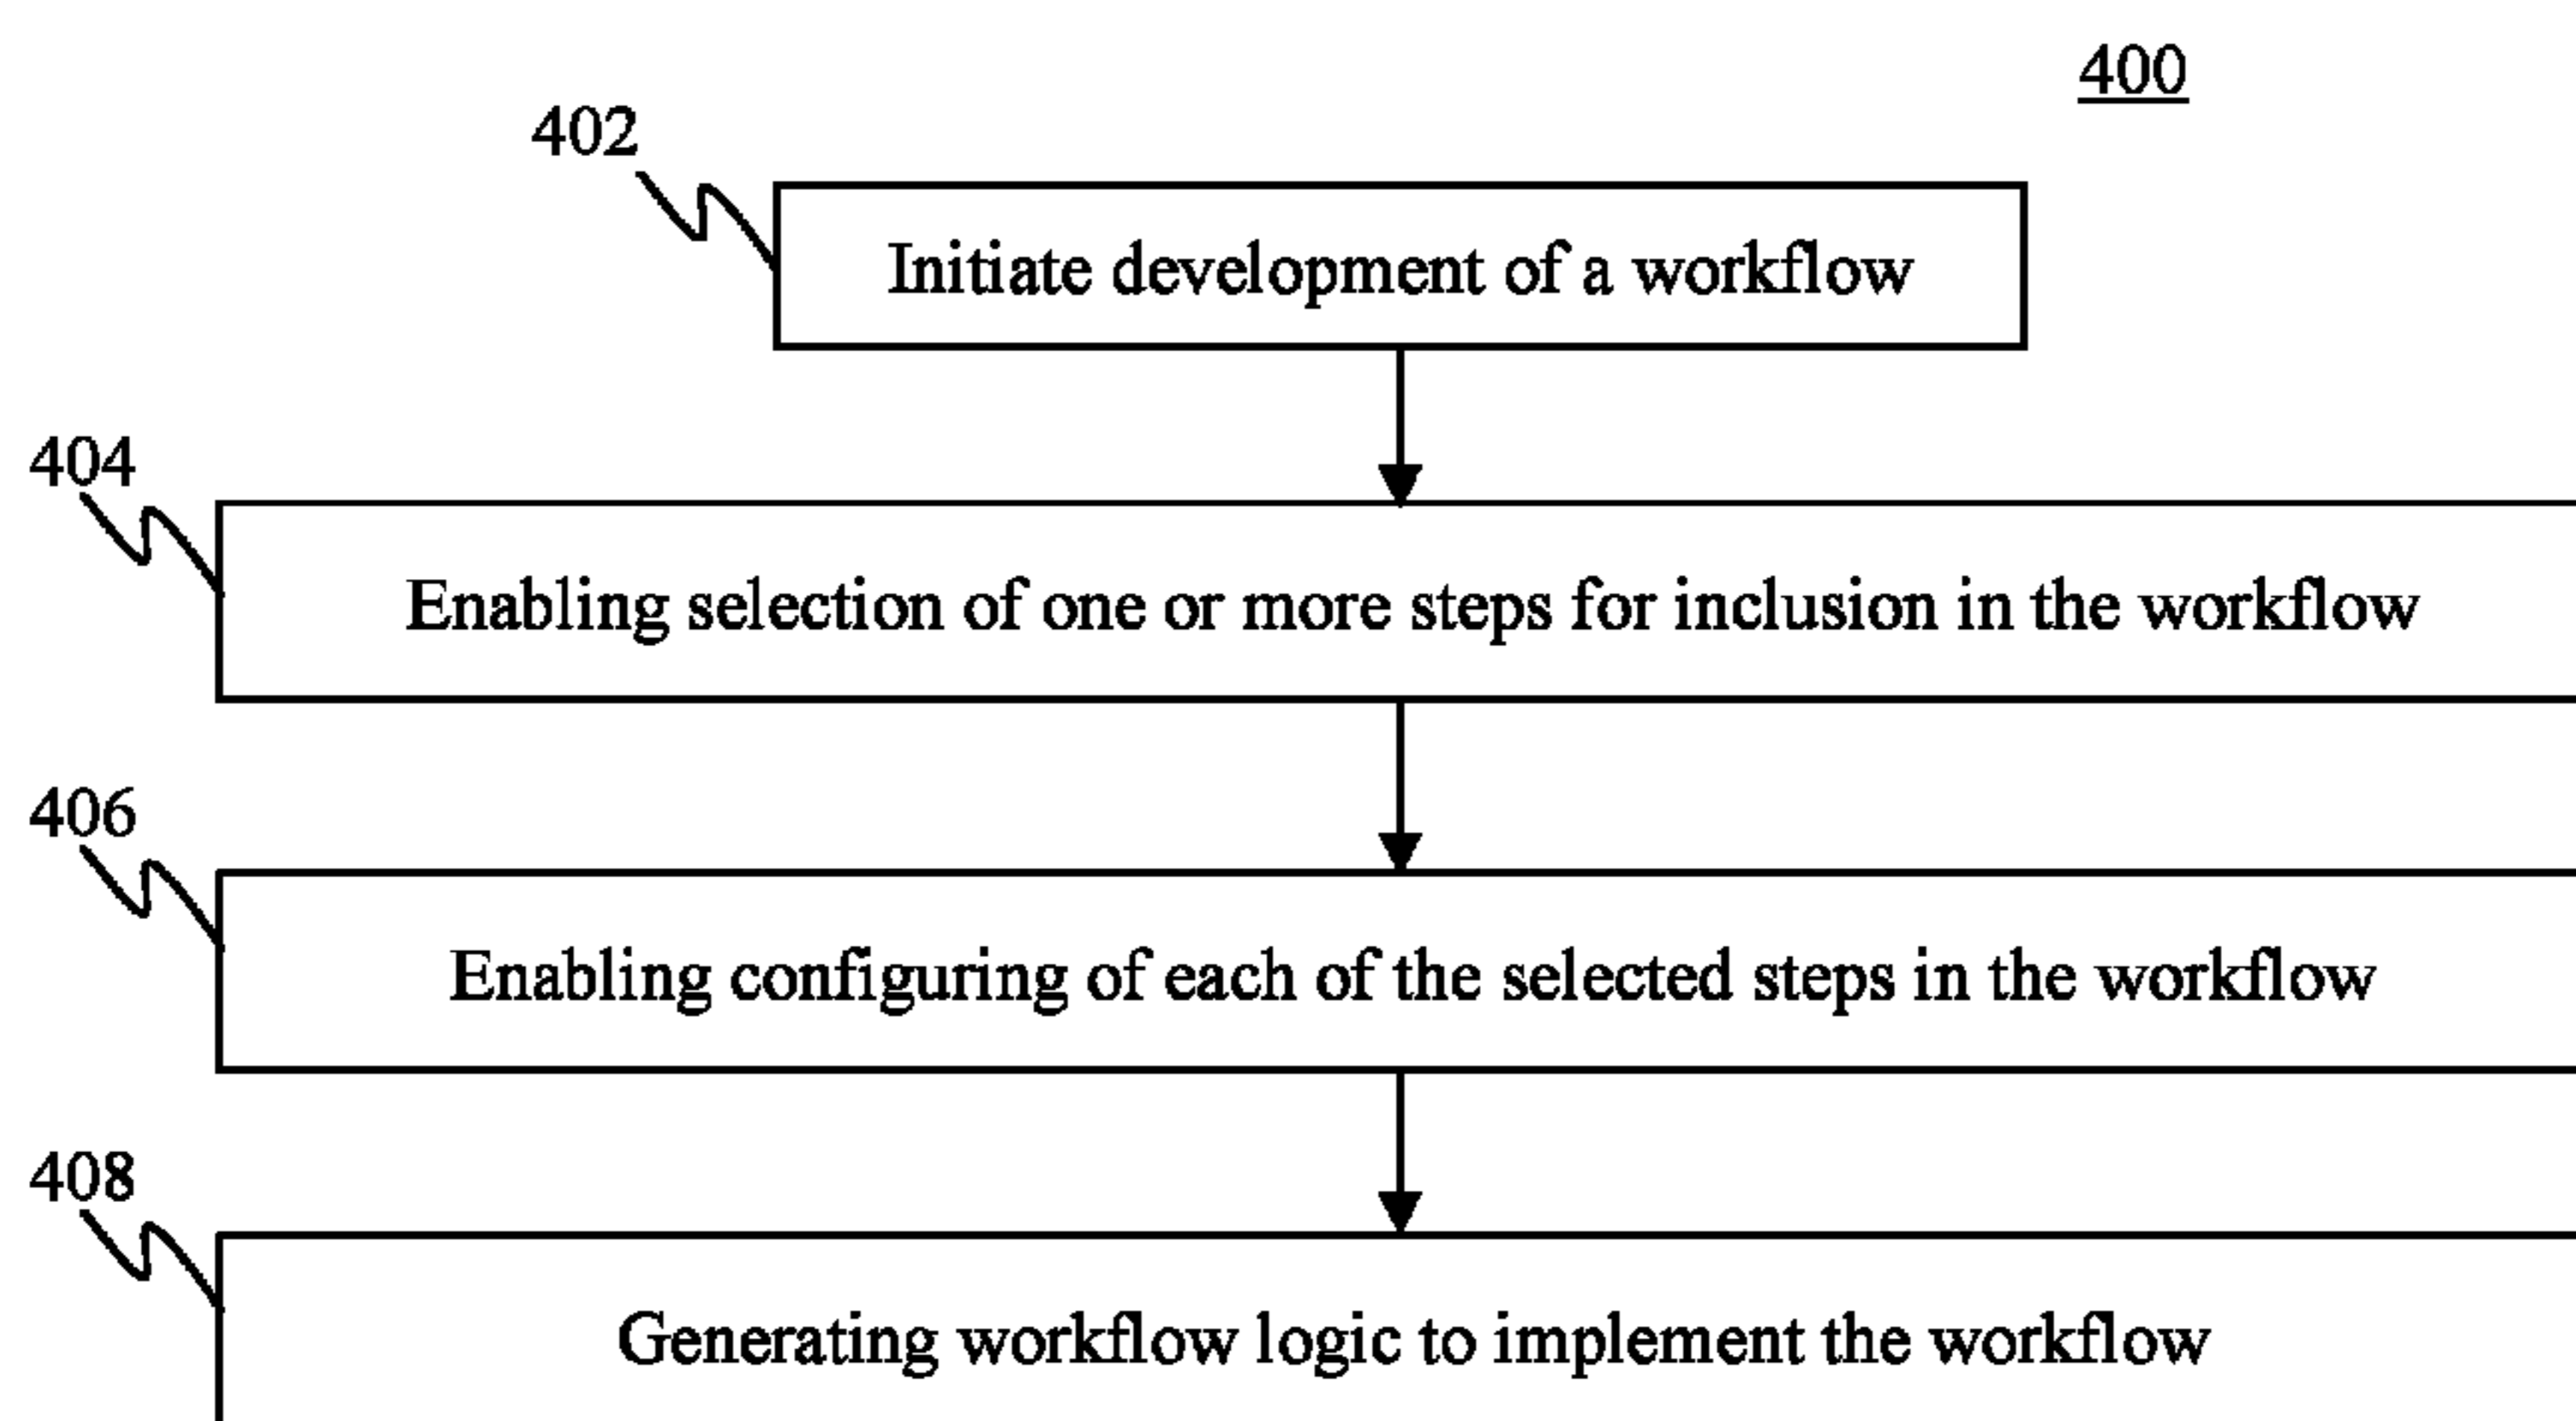 400
402
Initiate development of a workflow
404
Enabling selection of one or more steps for inclusion in the workflow
406
Enabling configuring of each of the selected steps in the workflow
408
Generating workflow logic to implement the workflow